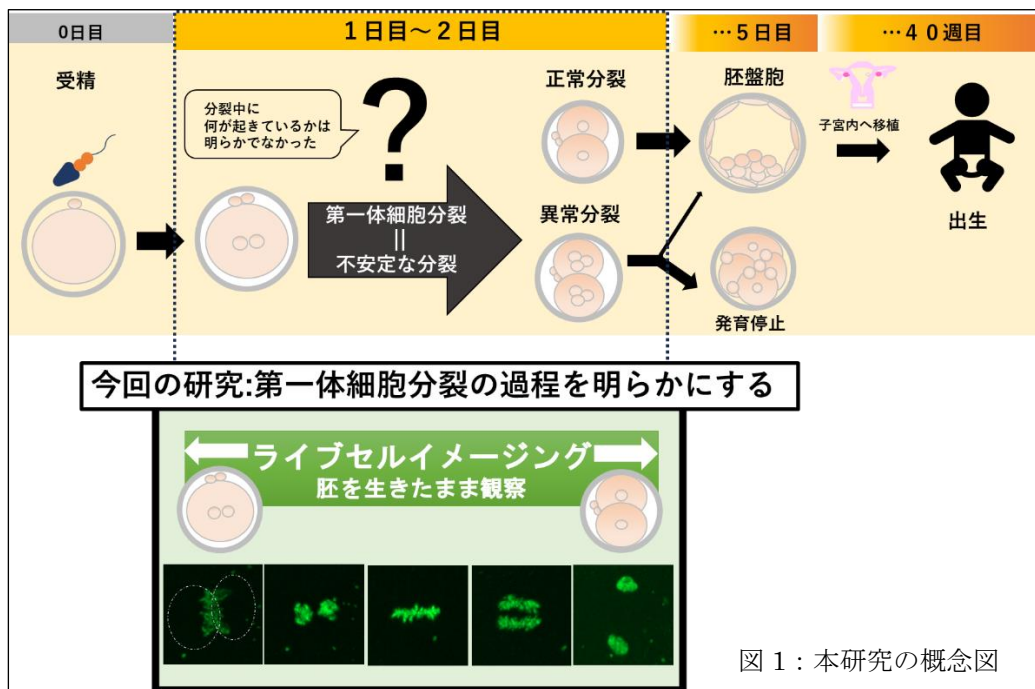 0日目
1日目～2日目
…5日目
…40週目
受精
分裂中に
何が起きているかは
明らかでなかった
？
第一体細胞分裂
||
不安定な分裂
正常分裂
異常分裂
胚盤胞
発育停止
子宮内へ移植
出生
今回の研究:第一体細胞分裂の過程を明らかにする
ライブセルイメージング
胚を生きたまま観察
図1：本研究の概念図